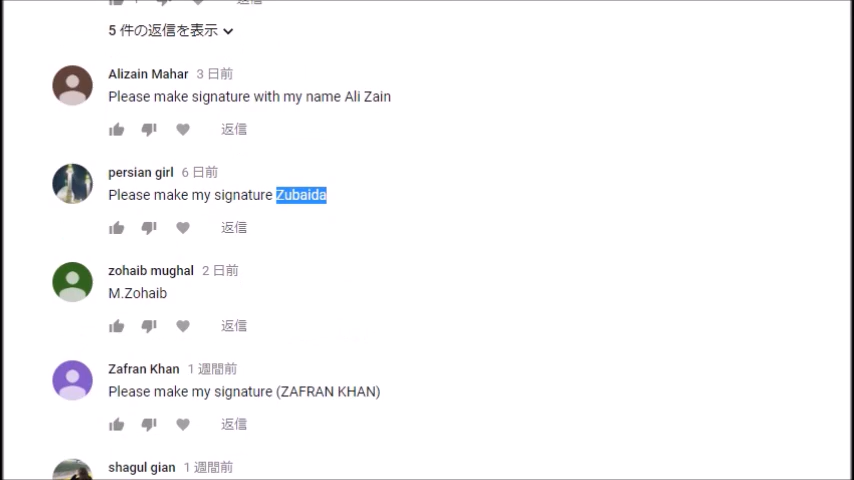 返信
5 件の返信を表示
Alizain Mahar 3 日前
Please make signature with my name Ali Zain
返信
persian girl 6 日前
Please make my signature Zubaida
返信
zohaib mughal 2 日前
M.Zohaib
返信
Zafran Khan 1 週間前
Please make my signature (ZAFRAN KHAN)
返信
shagul gian 1 週間前